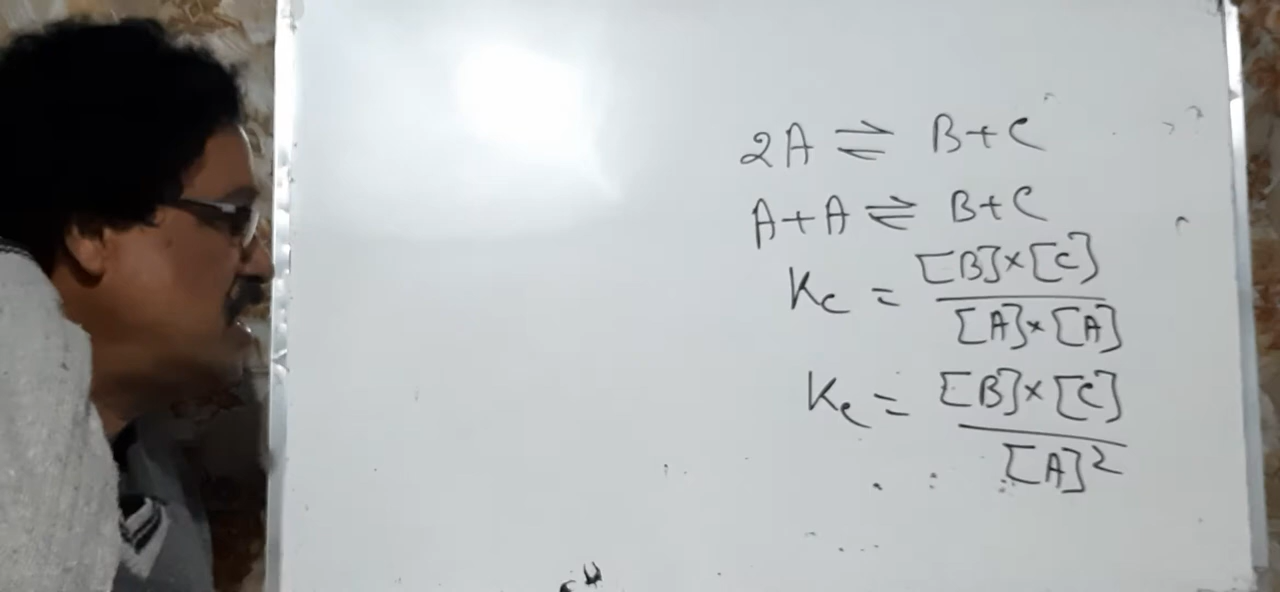 2A ⇌ B+C
A+A ⇌ B+C
Kc = [B]×[C]
[A]×[A]
Kc = [B]×[C]
[A]²